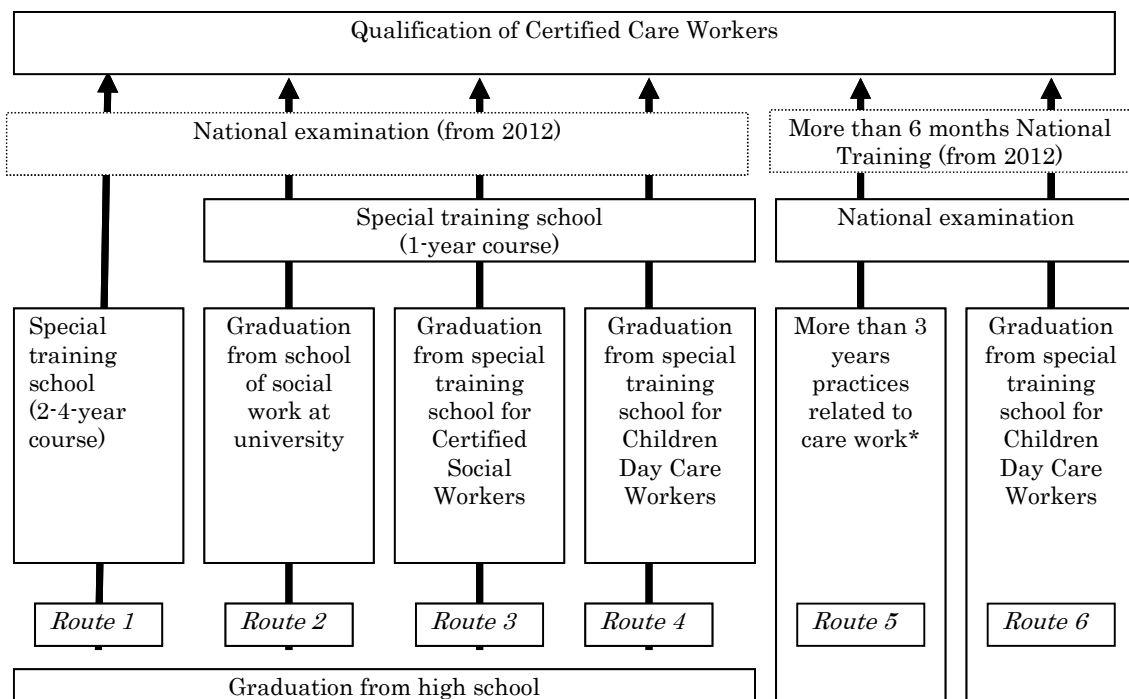 Qualification of Certified Care Workers
National examination (from 2012)
More than 6 months National
Training (from 2012)
Special training school
(1-year course)
National examination
Special
training
school
(2-4-year
course)
Graduation
from school
of social
work at
university
Graduation
from special
training
school for
Certified
Social
Workers
Graduation
from special
training
school for
Children
Day Care
Workers
More than 3
years
practices
related to
care work*
Graduation
from special
training
school for
Children
Day Care
Workers
Route 1
Route 2
Route 3
Route 4
Route 5
Route 6
Graduation from high school